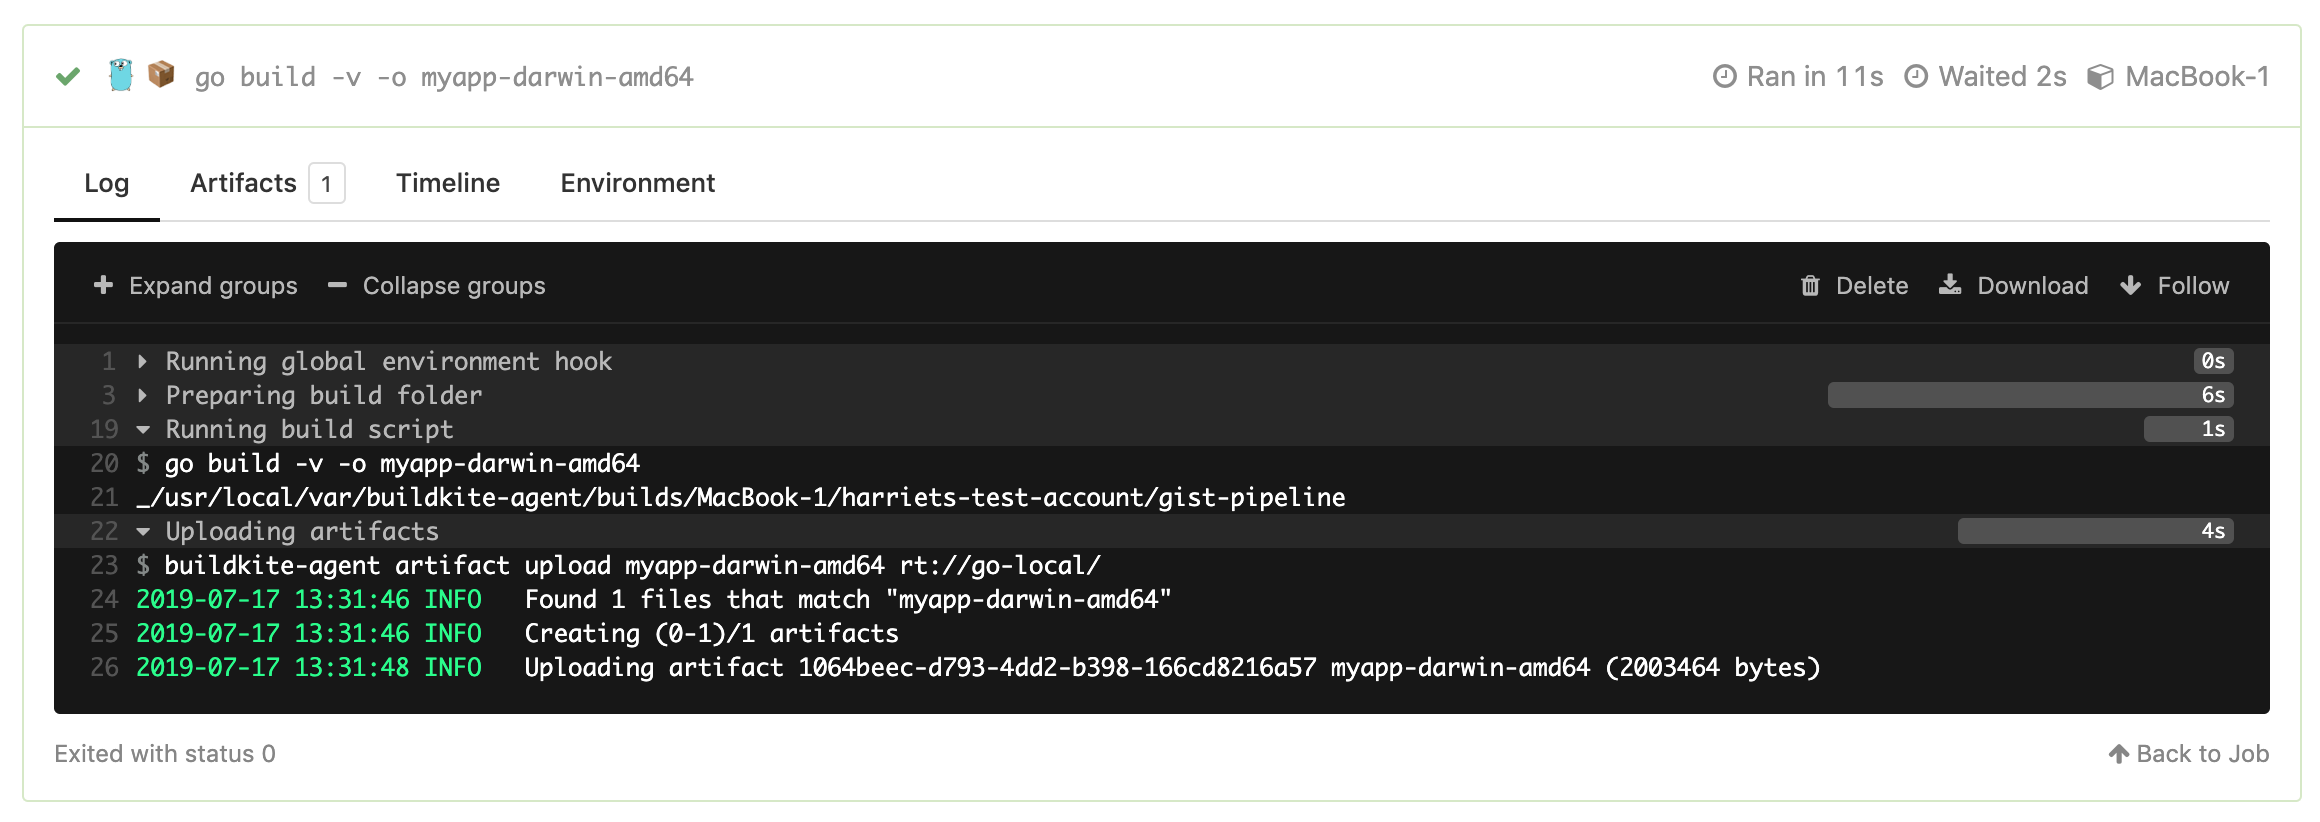 go build -v -o myapp-darwin-amd64 Ran in 11s Waited 2s MacBook-1
Log Artifacts 1 Timeline Environment
Expand groups Collapse groups Delete Download Follow
1 Running global environment hook 0s
3 Preparing build folder 6s
19 Running build script 1s
20 $ go build -v -o myapp-darwin-amd64
21 _/usr/local/var/buildkite-agent/builds/MacBook-1/harriets-test-account/gist-pipeline
22 Uploading artifacts 4s
23 $ buildkite-agent artifact upload myapp-darwin-amd64 rt://go-local/
24 2019-07-17 13:31:46 INFO Found 1 files that match "myapp-darwin-amd64"
25 2019-07-17 13:31:46 INFO Creating (0-1)/1 artifacts
26 2019-07-17 13:31:48 INFO Uploading artifact 1064beec-d793-4dd2-b398-166cd8216a57 myapp-darwin-amd64 (2003464 bytes)
Exited with status 0 Back to Job